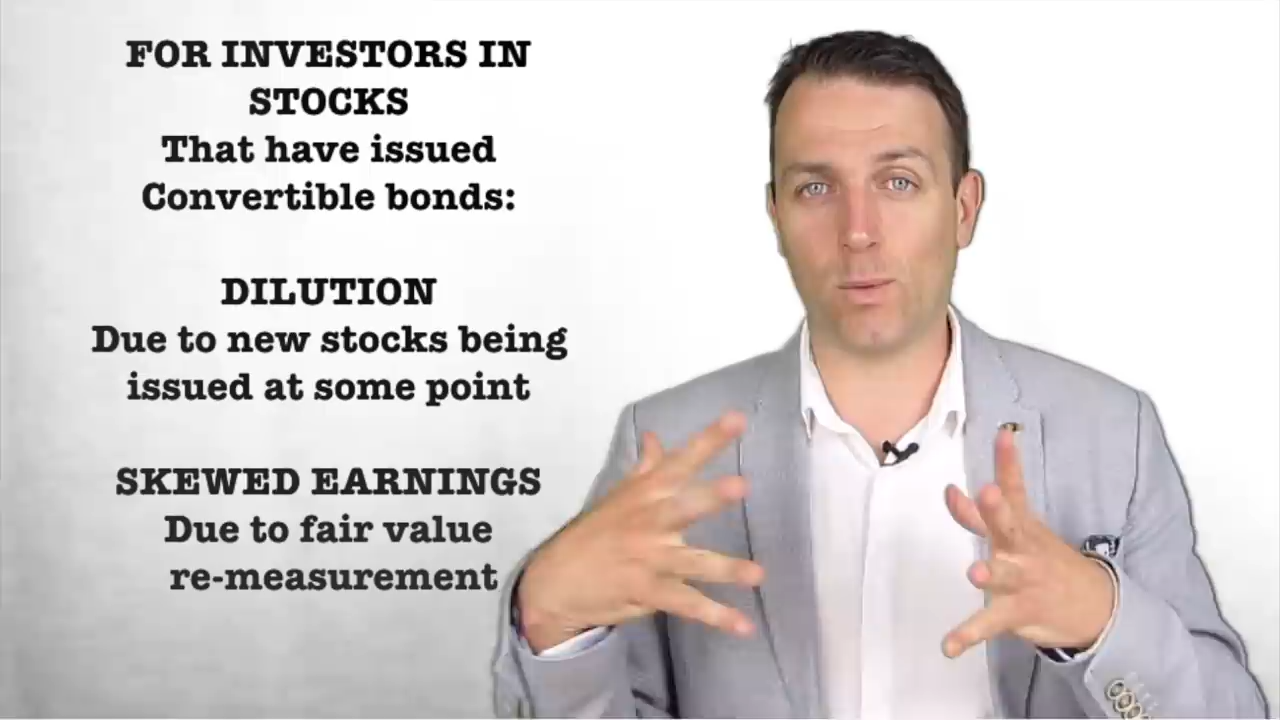 FOR INVESTORS IN
STOCKS
That have issued
Convertible bonds:
DILUTION
Due to new stocks being
issued at some point
SKEWED EARNINGS
Due to fair value
re-measurement